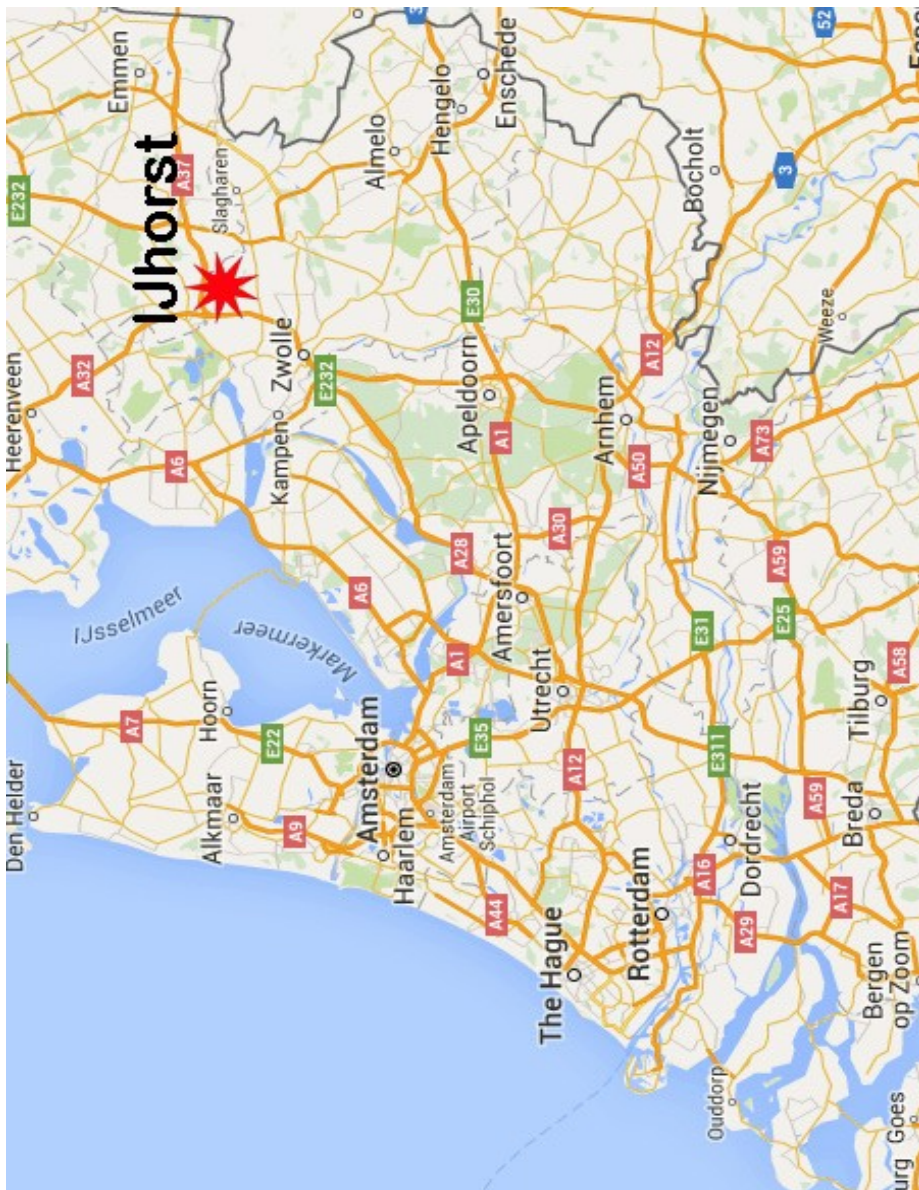 Den Helder
Heerenveen
A32
Emmen
E232
A7
IJhorst
A6
A37
Alkmaar
Hoorn
IJsselmeer
Slagharen
A9
E22
Markermeer
Kampen
Zwolle
Amsterdam
A6
E232
Almelo
Haarlem
3
Amsterdam
Airport
Schiphol
A1
A28
Hengelo
A44
E35
Apeldoorn
E30
Enschede
Amersfoort
A1
The Hague
Utrecht
A30
A12
Arnhem
Rotterdam
A50
A12
A16
E31
Nijmegen
Bocholt
Ouddorp
E311
Dordrecht
A29
A59
A73
E25
3
A59
Weeze
A17
52
Tilburg
Breda
Bergen
op Zoom
A58
Goes